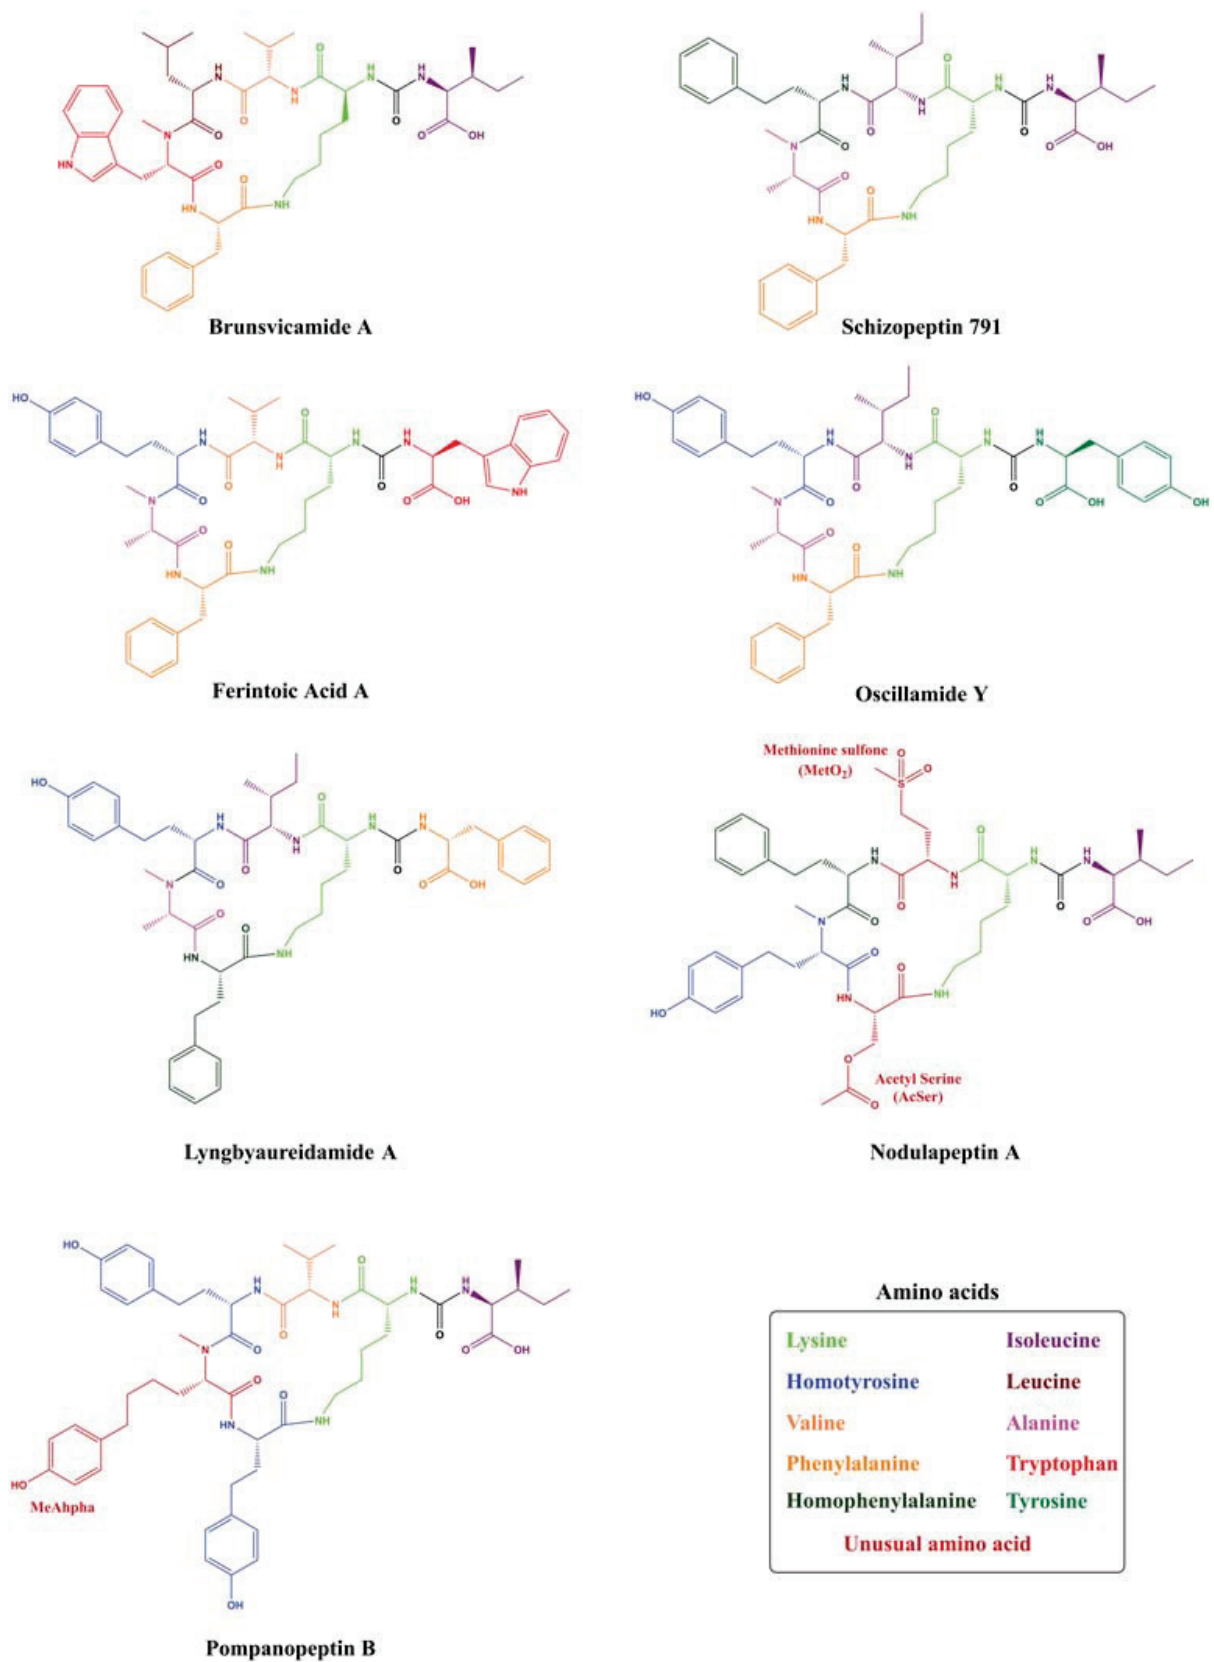 Brunsvicamide A
Schizopeptin 791
Ferintoic Acid A
Oscillamide Y
Methionine sulfone
(MetO₂)
Acetyl Serine
(AcSer)
Lyngbyaureidamide A
Nodulapeptin A
MeAhpha
Pompanopeptin B
Amino acids
Lysine Isoleucine
Homotyrosine Leucine
Valine Alanine
Phenylalanine Tryptophan
Homophenylalanine Tyrosine
Unusual amino acid